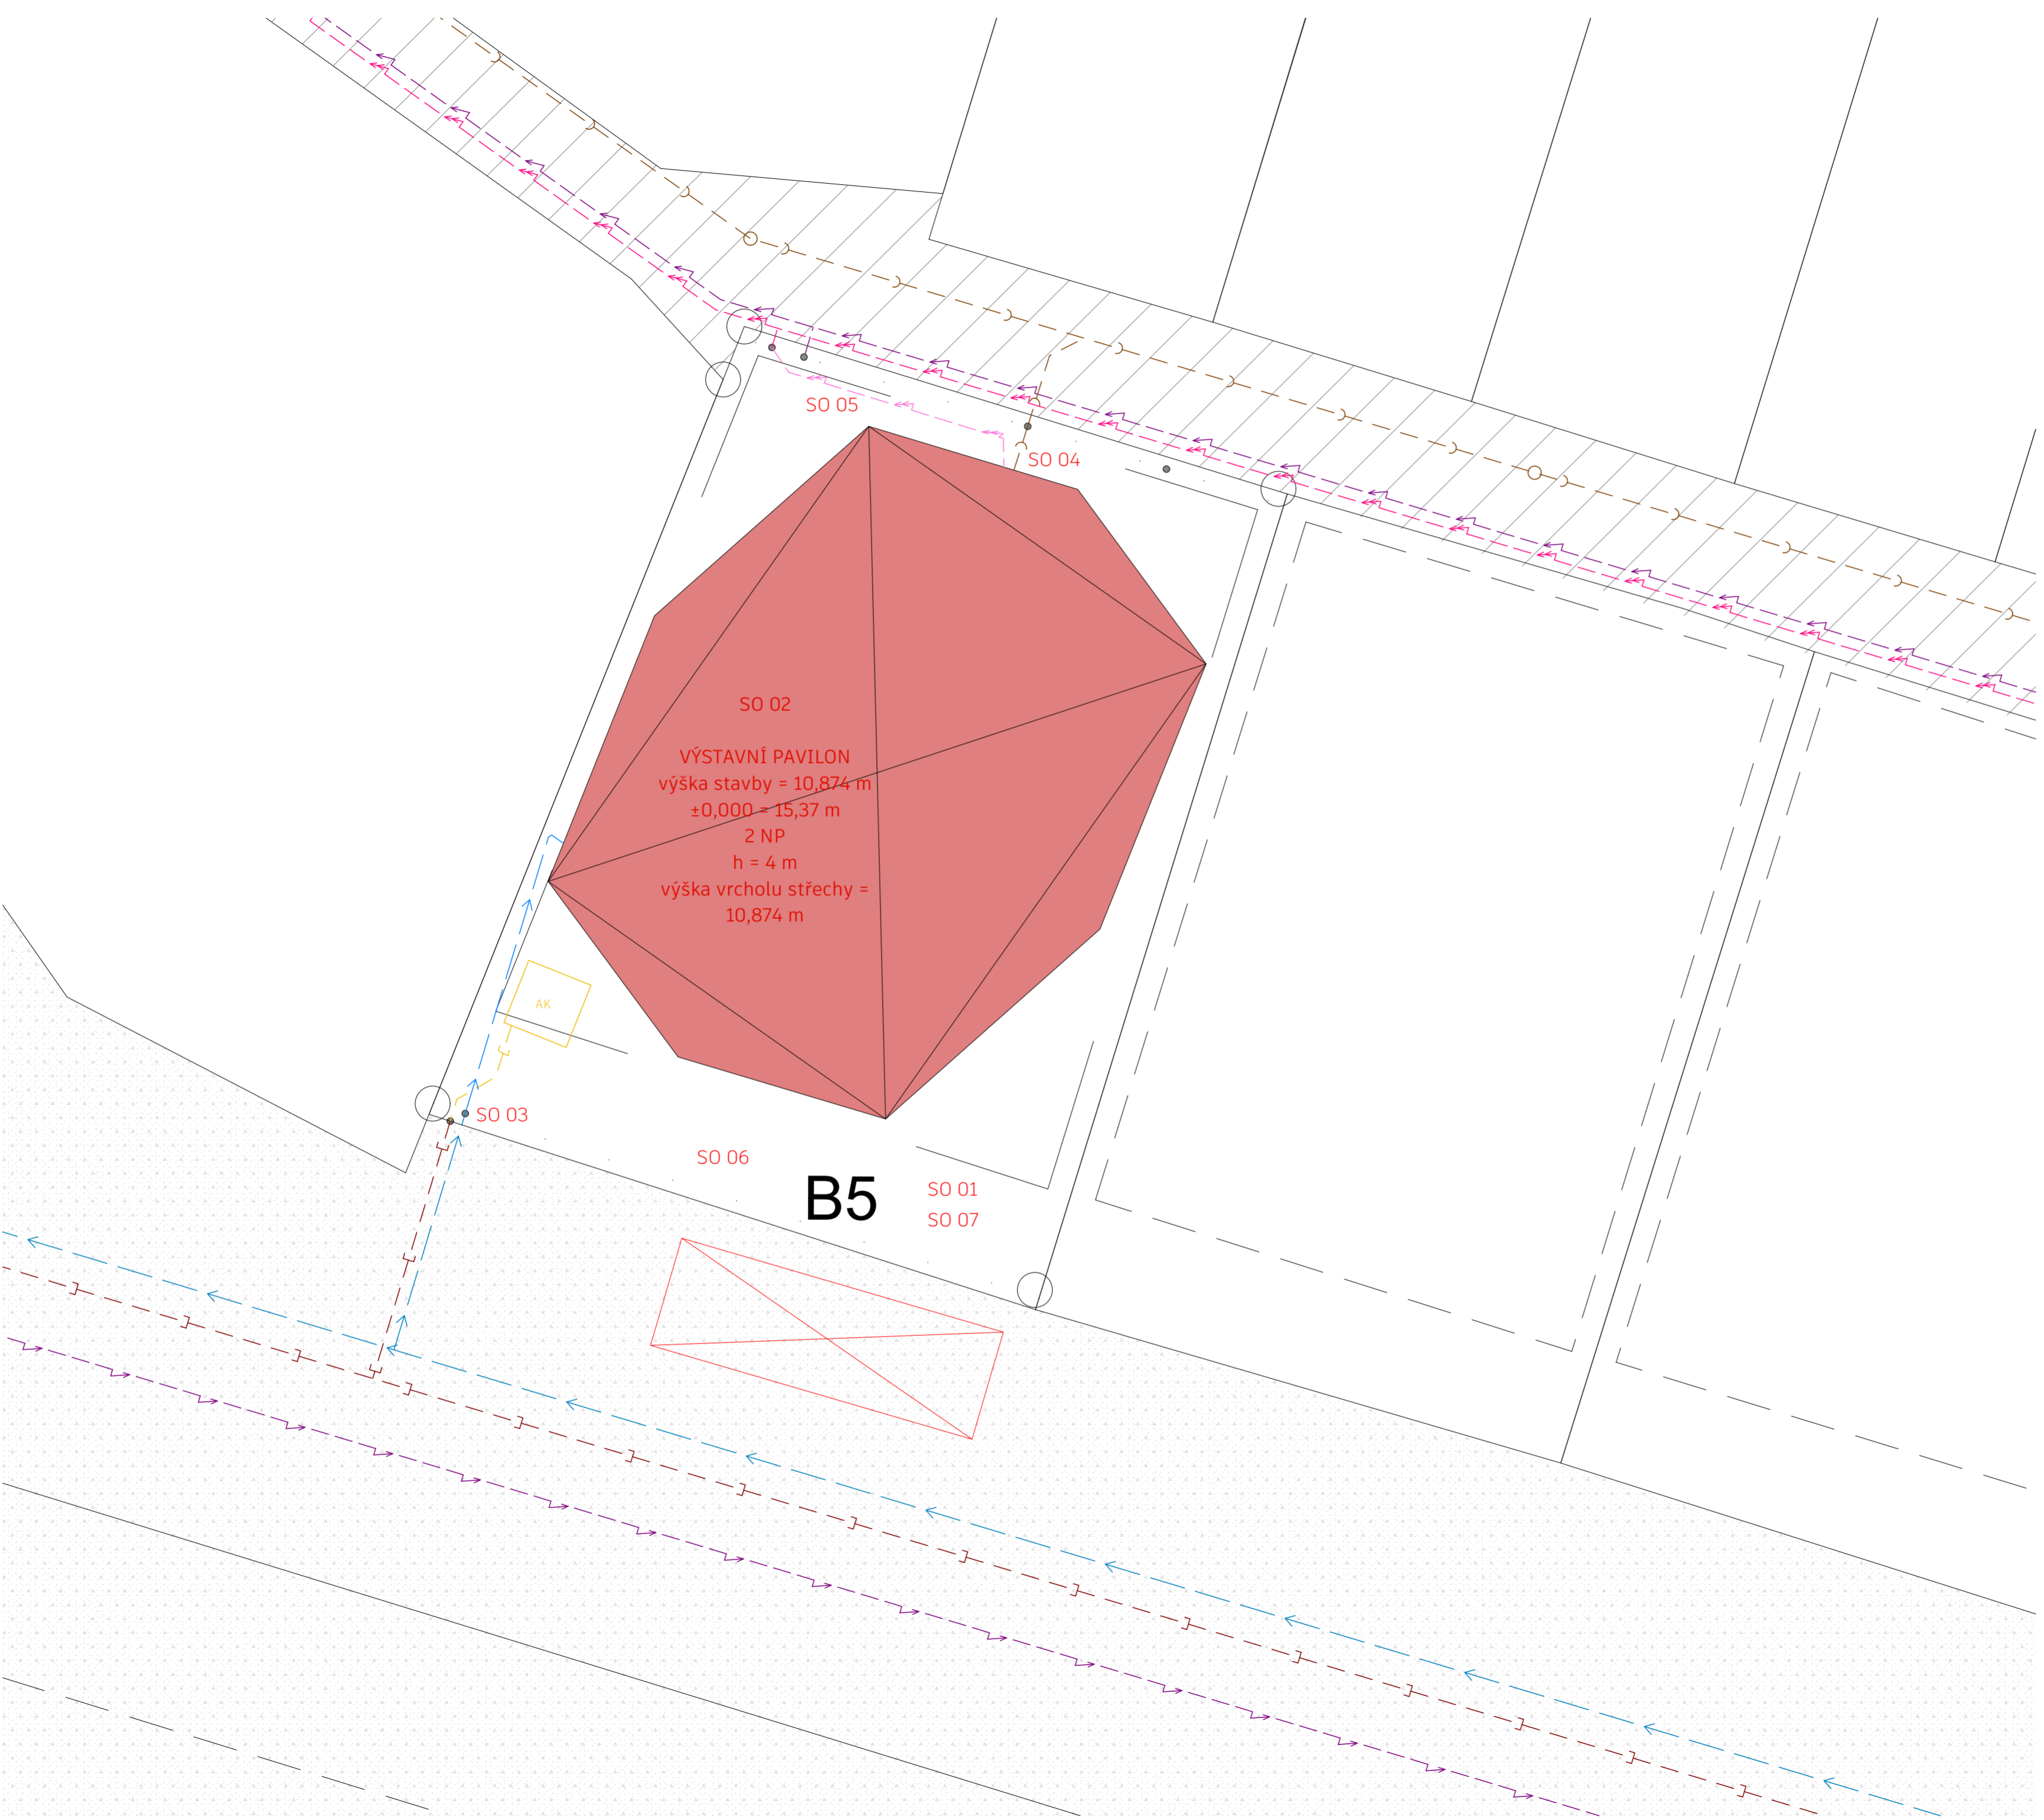 SO 05
SO 04
SO 02
VÝSTAVNÍ PAVILON
výška stavby = 10,874 m
±0,000 = 15,37 m
2 NP
h = 4 m
výška vrcholu střechy =
10,874 m
AK
SO 03
SO 06
B5
SO 01
SO 07